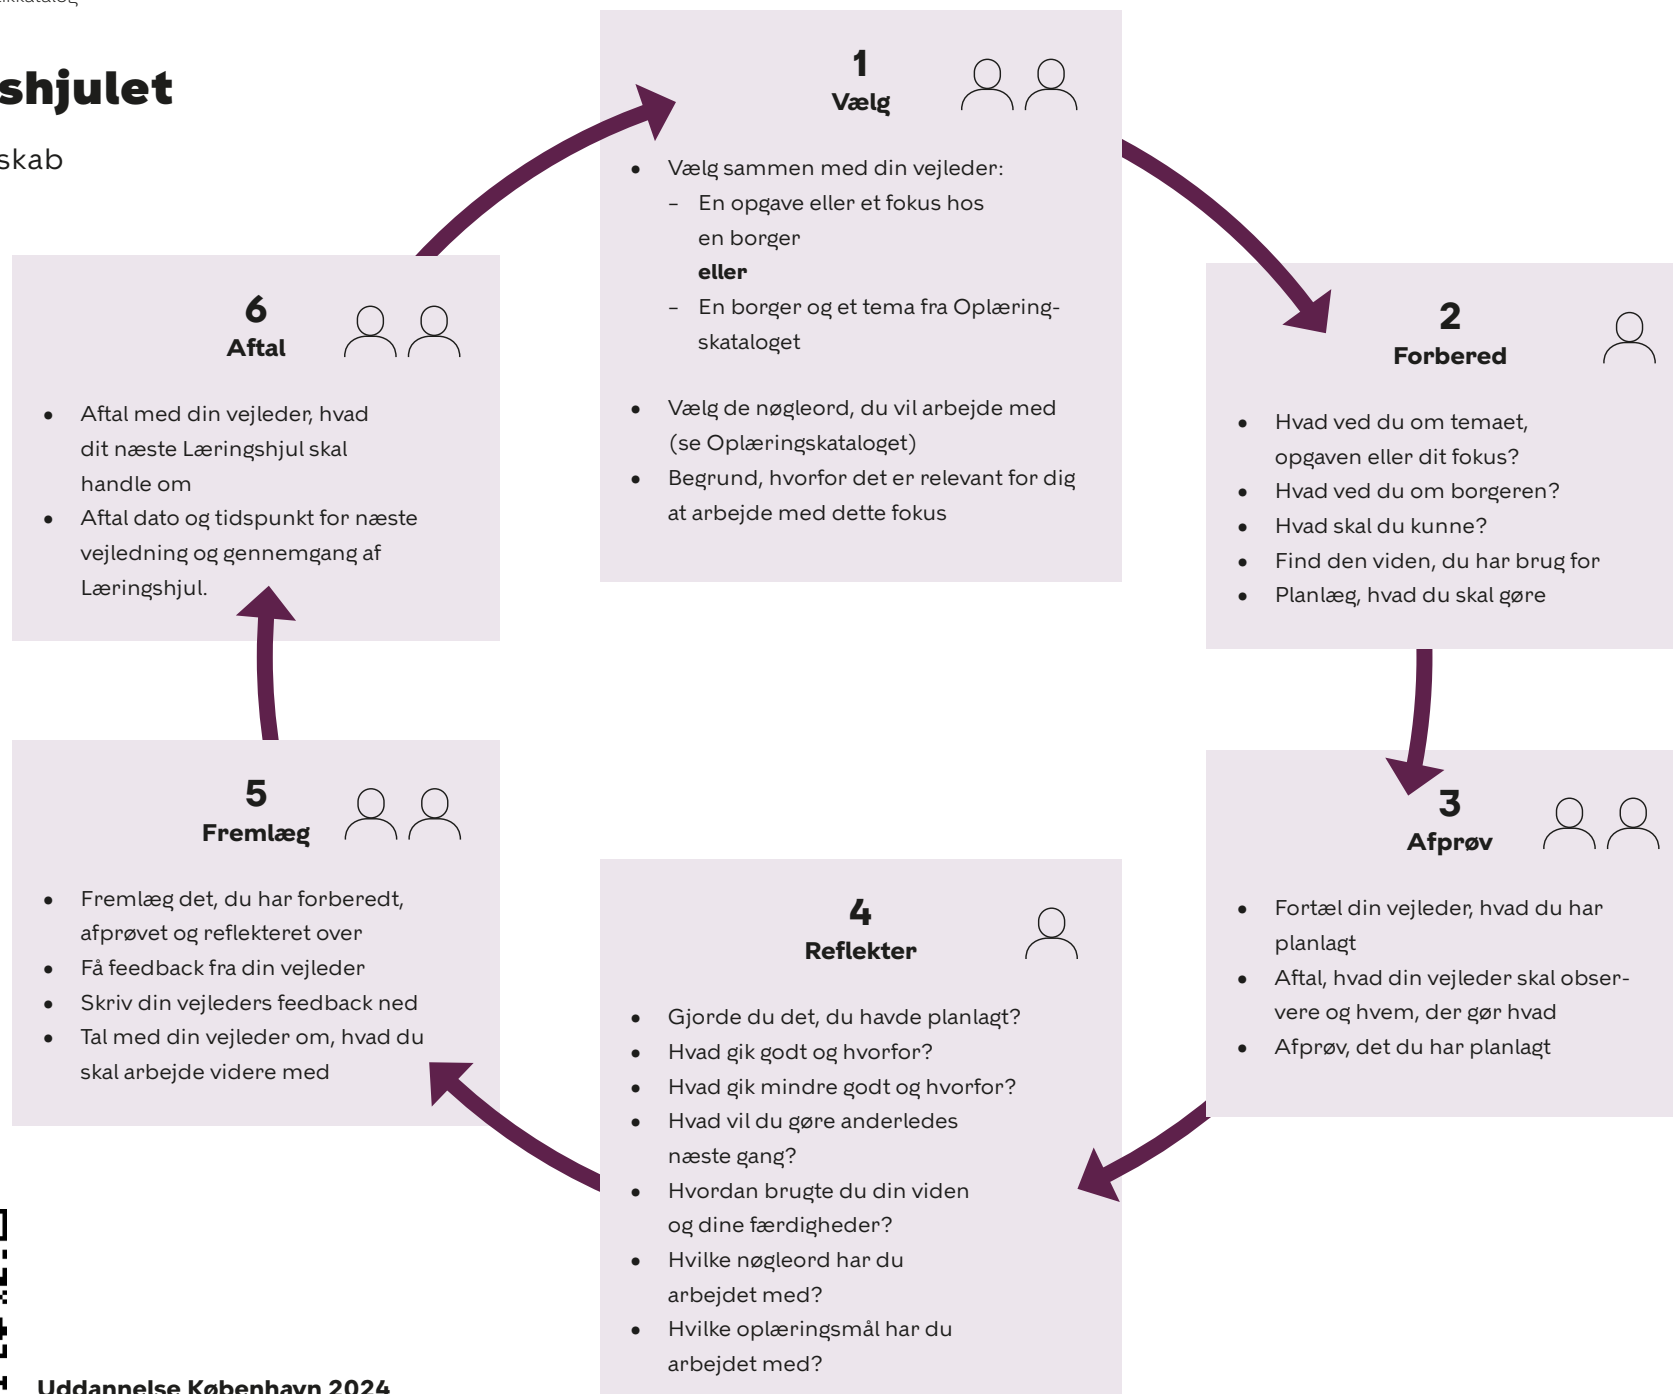 shjulet
skab
1
Vælg
• Vælg sammen med din vejleder:
– En opgave eller et fokus hos
en borger
eller
– En borger og et tema fra Oplæring-
skataloget
• Vælg de nøgleord, du vil arbejde med
(se Oplæringskataloget)
• Begrund, hvorfor det er relevant for dig
at arbejde med dette fokus
2
Forbered
• Hvad ved du om temaet,
opgaven eller dit fokus?
• Hvad ved du om borgeren?
• Hvad skal du kunne?
• Find den viden, du har brug for
• Planlæg, hvad du skal gøre
3
Afprøv
• Fortæl din vejleder, hvad du har
planlagt
• Aftal, hvad din vejleder skal obser-
vere og hvem, der gør hvad
• Afprøv, det du har planlagt
4
Reflekter
• Gjorde du det, du havde planlagt?
• Hvad gik godt og hvorfor?
• Hvad gik mindre godt og hvorfor?
• Hvad vil du gøre anderledes
næste gang?
• Hvordan brugte du din viden
og dine færdigheder?
• Hvilke nøgleord har du
arbejdet med?
• Hvilke oplæringsmål har du
arbejdet med?
5
Fremlæg
• Fremlæg det, du har forberedt,
afprøvet og reflekteret over
• Få feedback fra din vejleder
• Skriv din vejleders feedback ned
• Tal med din vejleder om, hvad du
skal arbejde videre med
6
Aftal
• Aftal med din vejleder, hvad
dit næste Læringshjul skal
handle om
• Aftal dato og tidspunkt for næste
vejledning og gennemgang af
Læringshjul.
Uddannelse København 2024